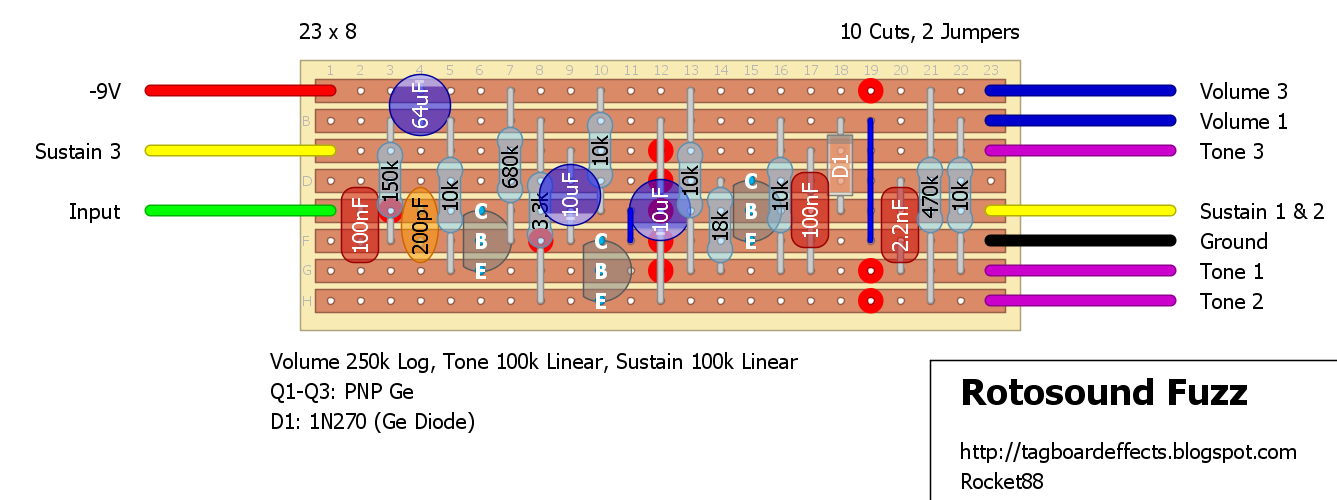 23 x 8
10 Cuts, 2 Jumpers
1 2 3 4 5 6 7 8 9 10 11 12 13 14 15 16 17 18 19 20 21 22 23
-9V
64uF
Volume 3
B
Volume 1
Sustain 3
150k
10k
680k
3.3k
10uF
10k
10k
D1
Tone 3
D
C
Input
100nF
200pF
C
10uF
18k
B
10k
100nF
2.2nF
470k
10k
Sustain 1 & 2
F
B
C
E
Ground
G
E
B
Tone 1
H
E
Tone 2
Volume 250k Log, Tone 100k Linear, Sustain 100k Linear
Q1-Q3: PNP Ge
D1: 1N270 (Ge Diode)
Rotosound Fuzz
http://tagboardeffects.blogspot.com
Rocket88